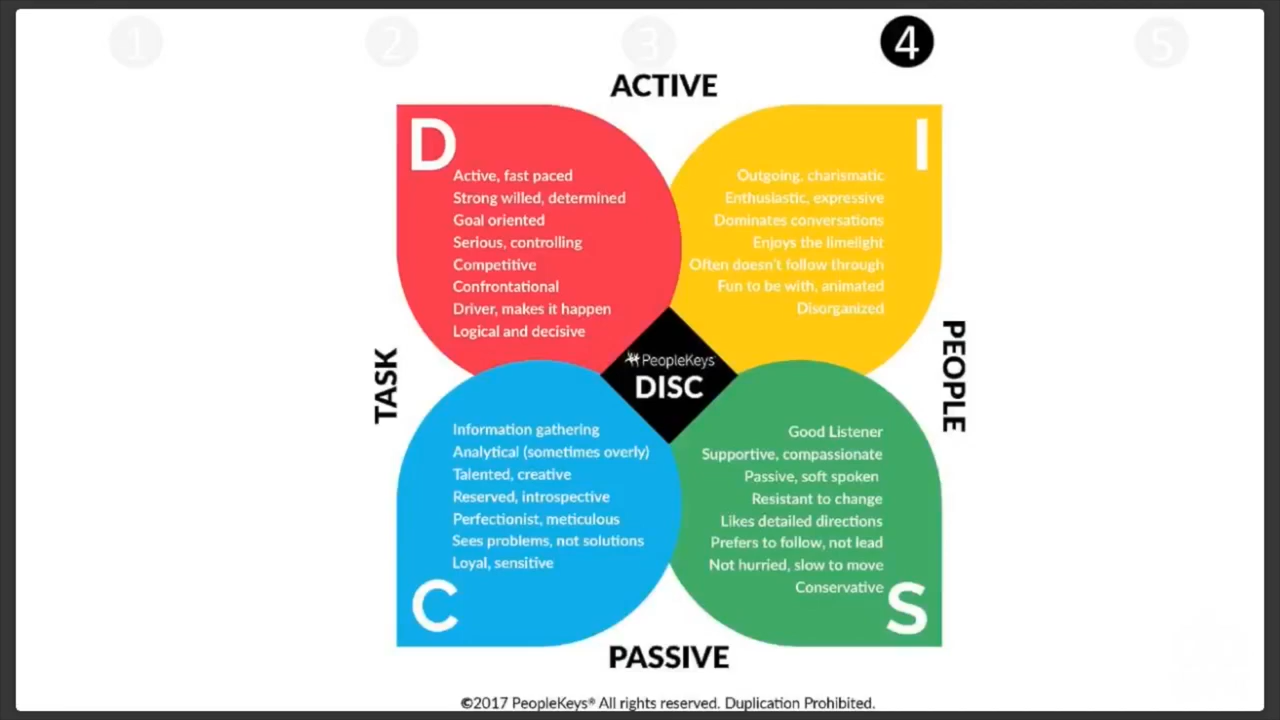 1 2 3 4 5
ACTIVE
D
Active, fast paced
Strong willed, determined
Goal oriented
Serious, controlling
Competitive
Confrontational
Driver, makes it happen
Logical and decisive
I
Outgoing, charismatic
Enthusiastic, expressive
Dominates conversations
Enjoys the limelight
Often doesn't follow through
Fun to be with, animated
Disorganized
TASK
PeopleKeys
DISC
PEOPLE
Information gathering
Analytical (sometimes overly)
Talented, creative
Reserved, introspective
Perfectionist, meticulous
Sees problems, not solutions
Loyal, sensitive
C
Good Listener
Supportive, compassionate
Passive, soft spoken
Resistant to change
Likes detailed directions
Prefers to follow, not lead
Not hurried, slow to move
Conservative
S
PASSIVE
©2017 PeopleKeys® All rights reserved. Duplication Prohibited.